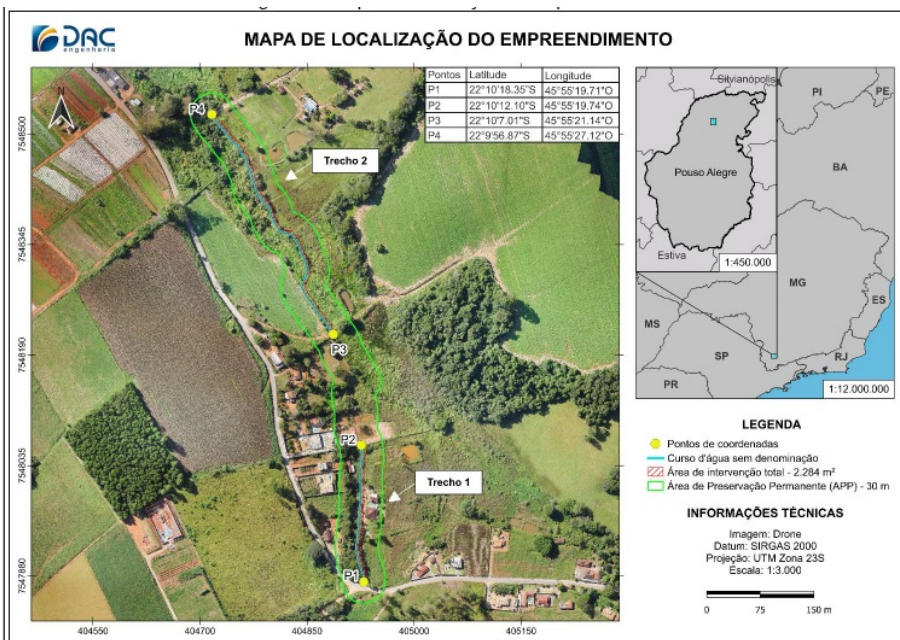 DAC
engenharia
MAPA DE LOCALIZAÇÃO DO EMPREENDIMENTO
Pontos Latitude Longitude
P1 22°10'18.35"S 45°55'19.71"O
P2 22°10'12.10"S 45°55'19.74"O
P3 22°10'7.01"S 45°55'21.14"O
P4 22°9'56.87"S 45°55'27.12"O
N
P4
Trecho 2
P3
P2
Trecho 1
P1
7548500
7548345
7548190
7548035
7547880
404550
404700
404850
405000
405150
Silvianópolis
Pouso Alegre
Estiva
1:450.000
PI
PE
BA
MG
ES
MS
SP
RJ
PR
1:12.000.000
LEGENDA
Pontos de coordenadas
Curso d'água sem denominação
Área de intervenção total - 2.284 m²
Área de Preservação Permanente (APP) - 30 m
INFORMAÇÕES TÉCNICAS
Imagem: Drone
Datum: SIRGAS 2000
Projeção: UTM Zona 23S
Escala: 1:3.000
0 75 150 m